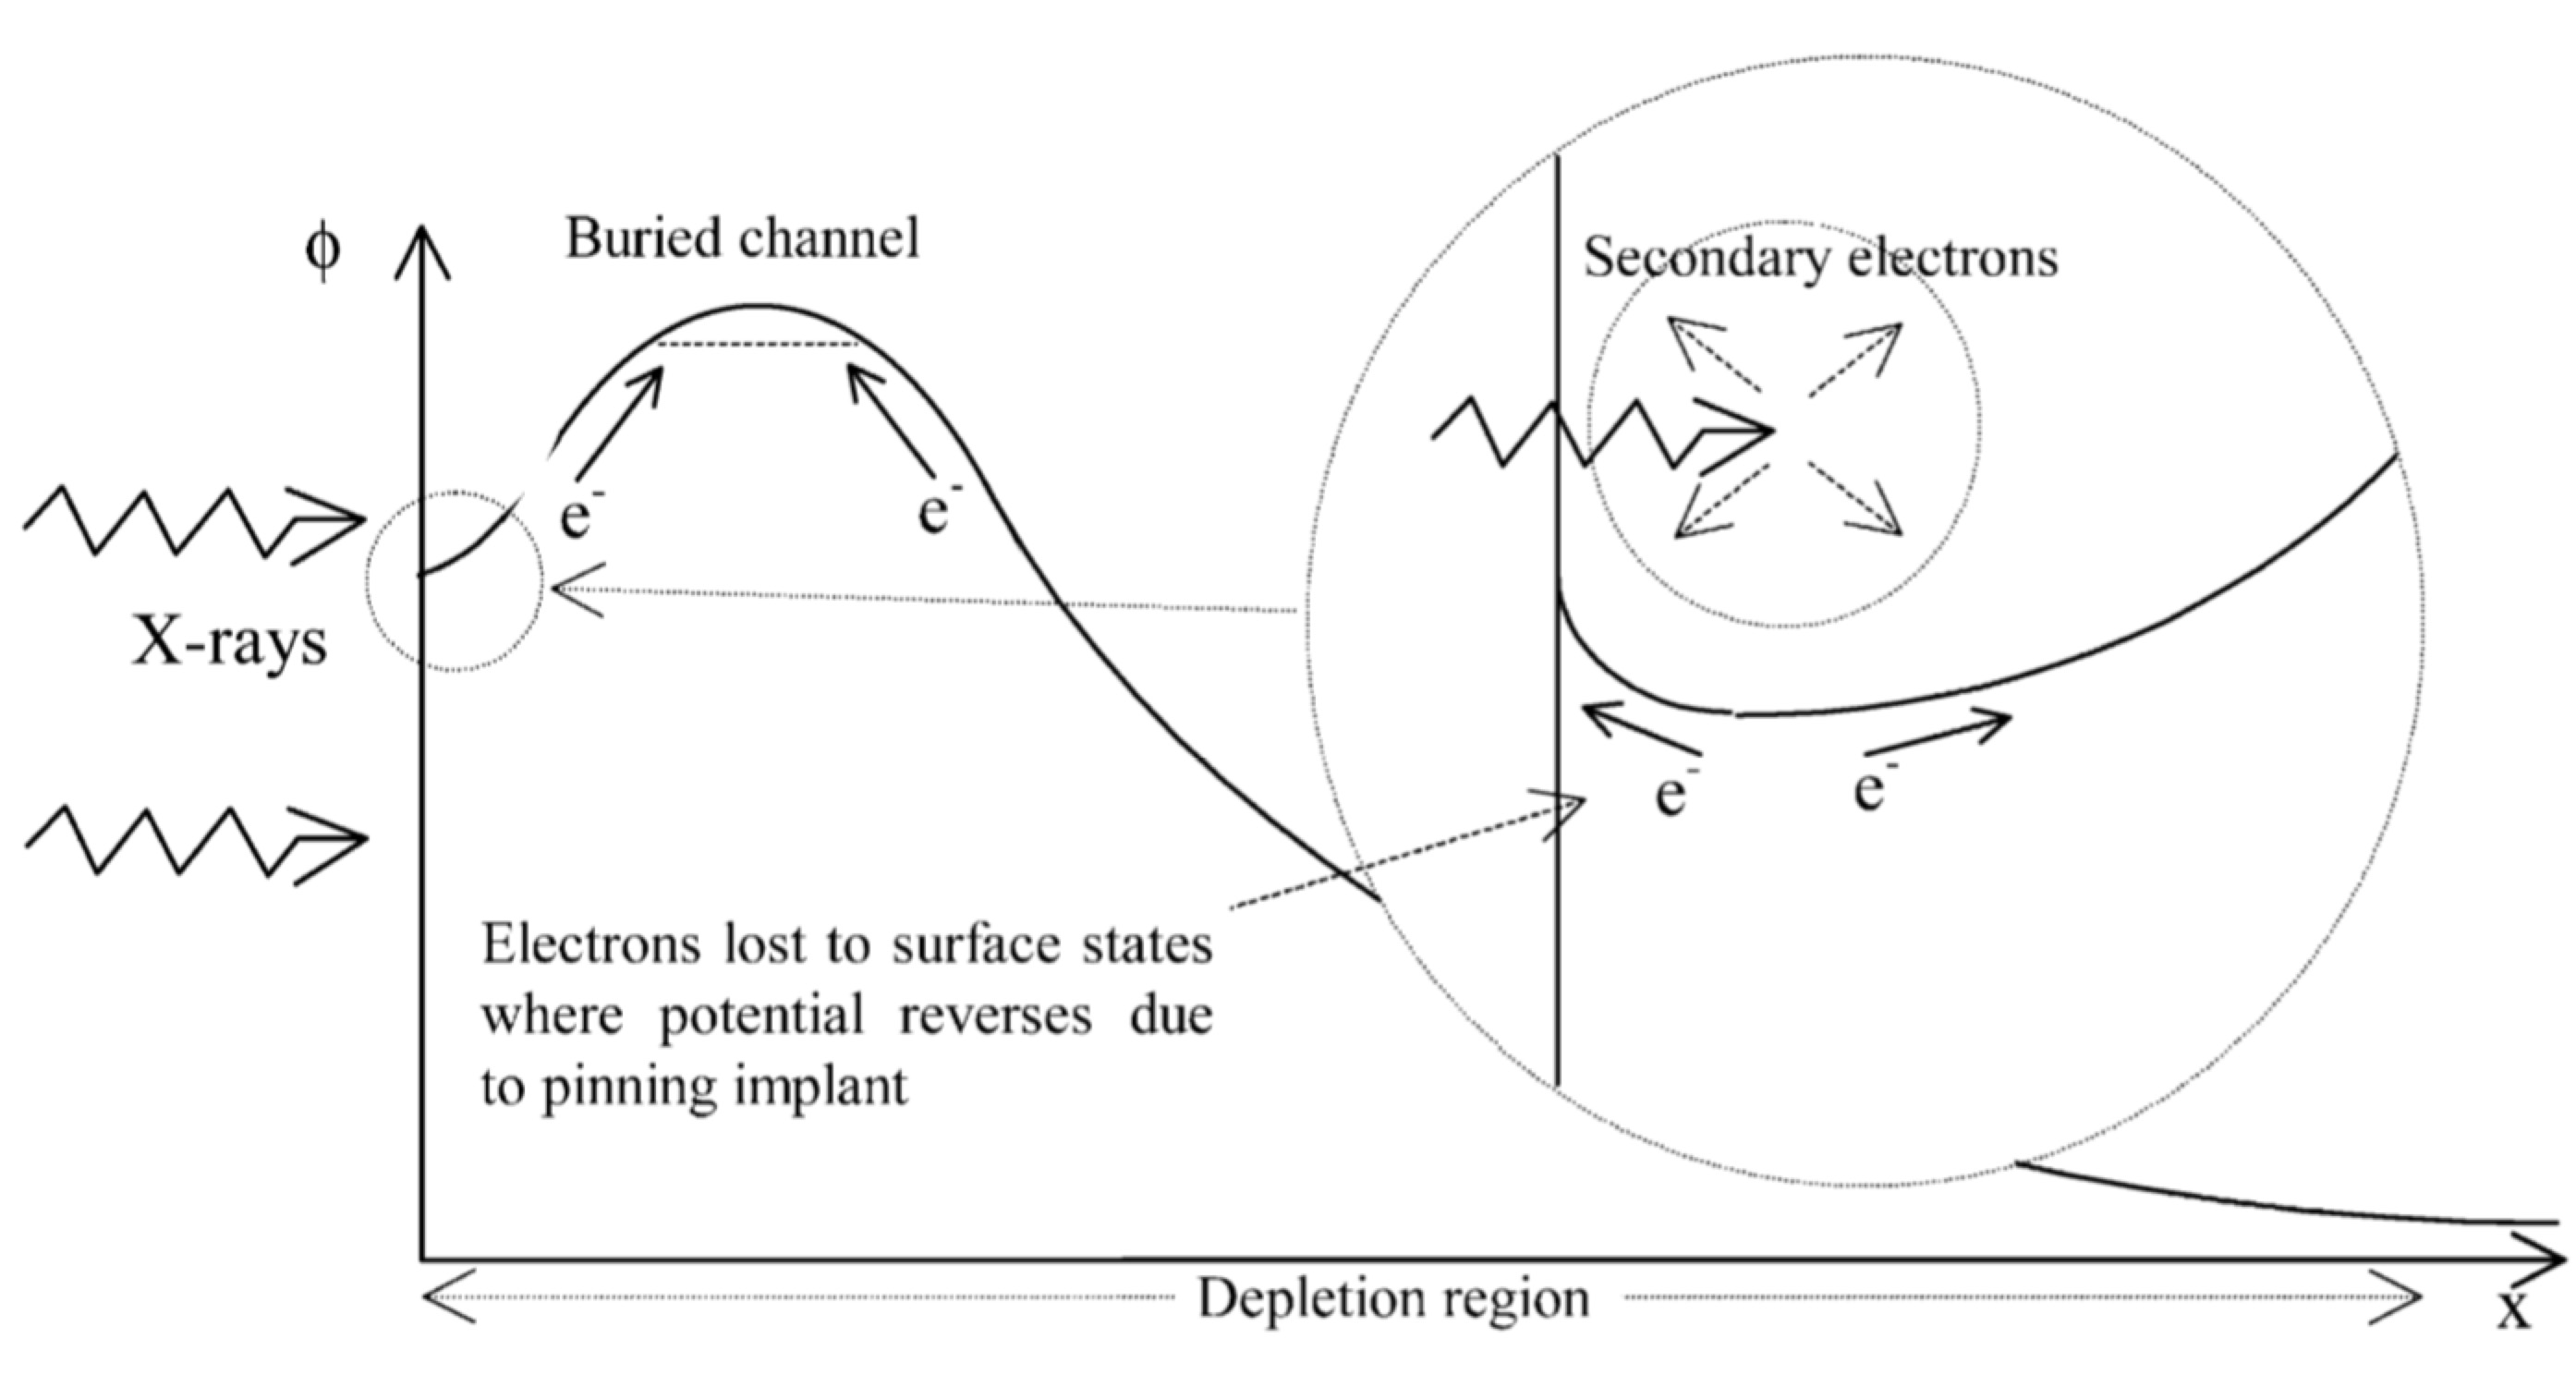 ϕ
Buried channel
Secondary electrons
e⁻
e⁻
X-rays
e⁻
e⁻
Electrons lost to surface states
where potential reverses due
to pinning implant
Depletion region
x